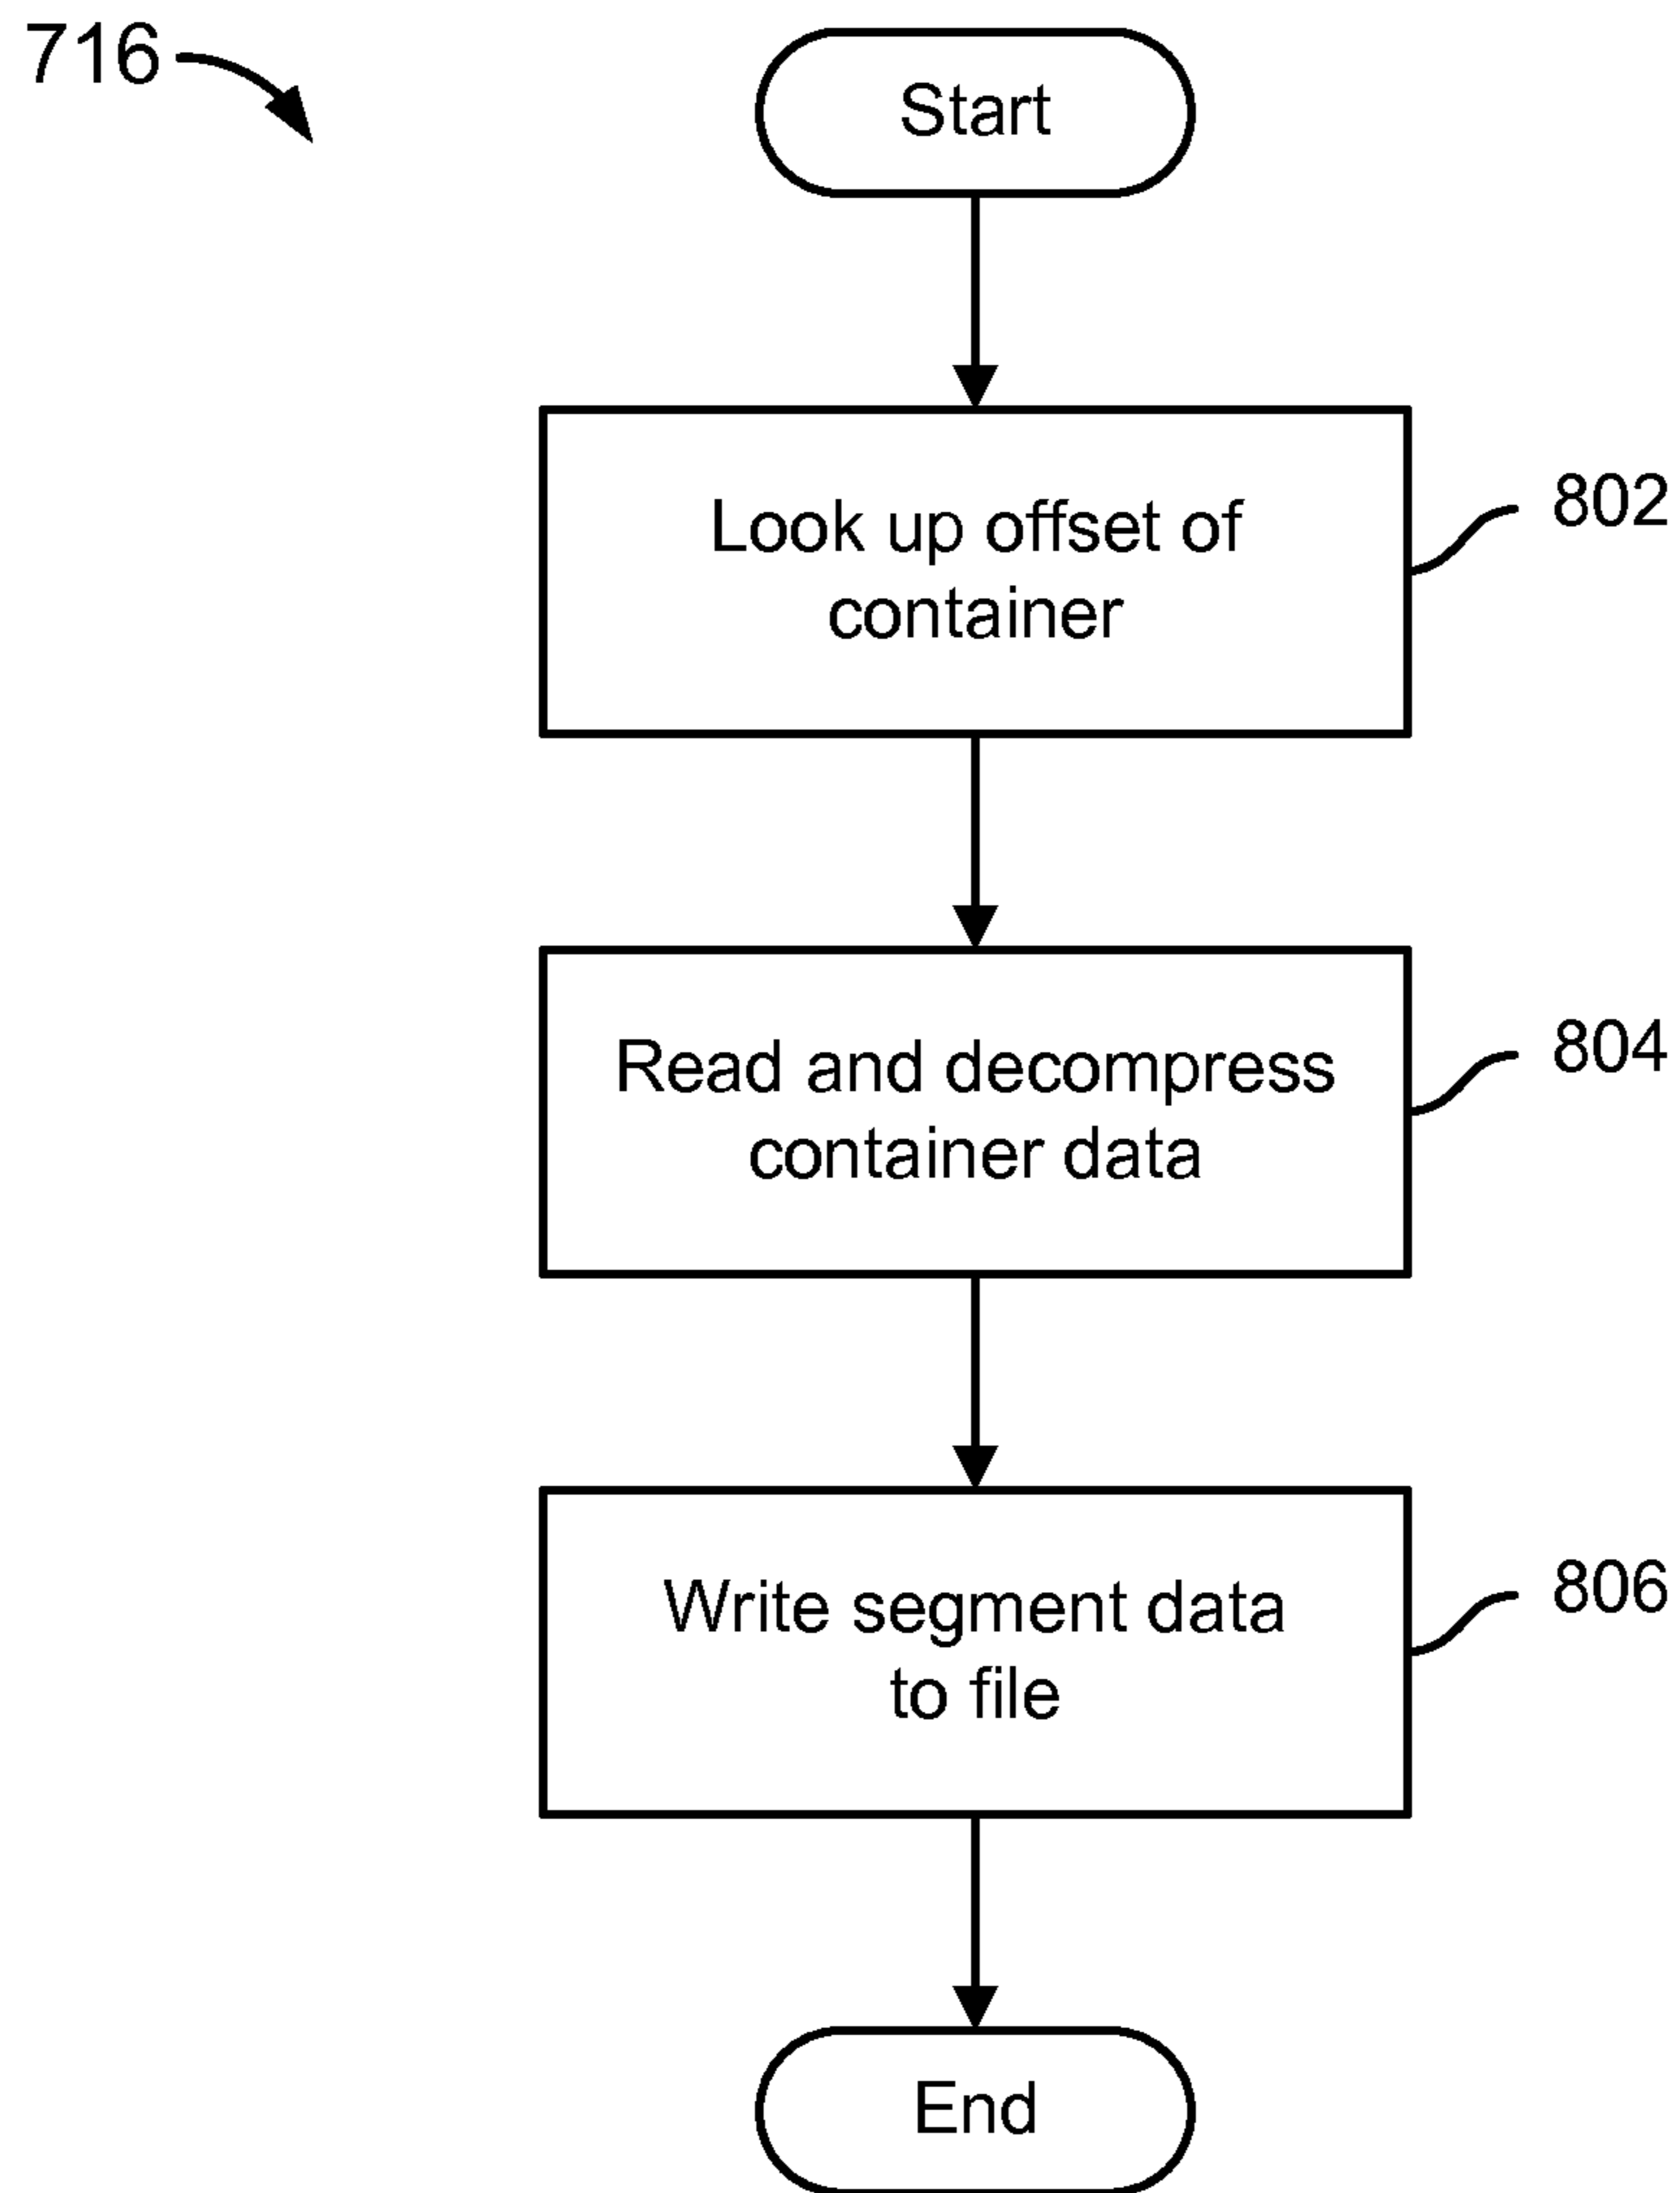 716
Start
Look up offset of
container
802
Read and decompress
container data
804
Write segment data
to file
806
End